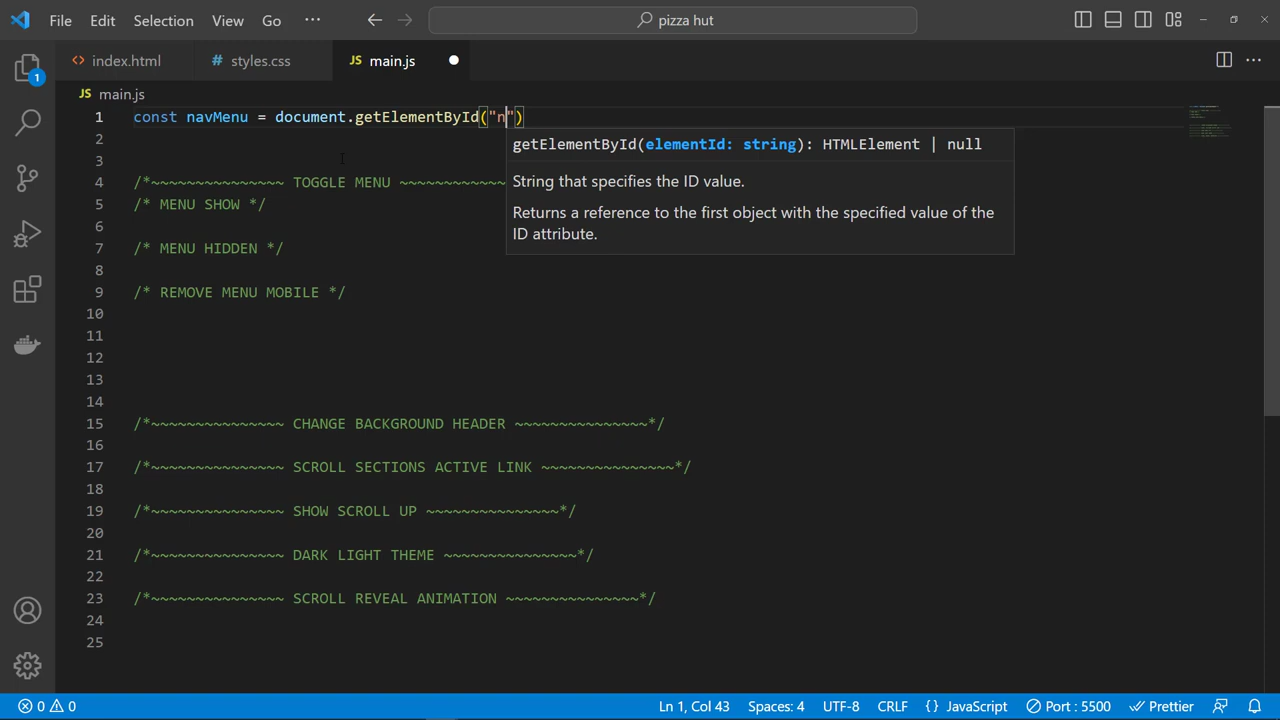 File Edit Selection View Go ··· pizza hut
index.html # styles.css JS main.js
1
JS main.js
1 const navMenu = document.getElementById("n")
2
getElementById(elementId: string): HTMLElement | null
3
String that specifies the ID value.
4 /*~~~~~~~~~~~~~~~ TOGGLE MENU ~~~~~~~~~~~~
5 /* MENU SHOW */
Returns a reference to the first object with the specified value of the
ID attribute.
6
7 /* MENU HIDDEN */
8
9 /* REMOVE MENU MOBILE */
10
11
12
13
14
15 /*~~~~~~~~~~~~~~~ CHANGE BACKGROUND HEADER ~~~~~~~~~~~~~~~*/
16
17 /*~~~~~~~~~~~~~~~ SCROLL SECTIONS ACTIVE LINK ~~~~~~~~~~~~~~~*/
18
19 /*~~~~~~~~~~~~~~~ SHOW SCROLL UP ~~~~~~~~~~~~~~~*/
20
21 /*~~~~~~~~~~~~~~~ DARK LIGHT THEME ~~~~~~~~~~~~~~~*/
22
23 /*~~~~~~~~~~~~~~~ SCROLL REVEAL ANIMATION ~~~~~~~~~~~~~~~*/
24
25
0 0 Ln 1, Col 43 Spaces: 4 UTF-8 CRLF {} JavaScript Port : 5500 Prettier